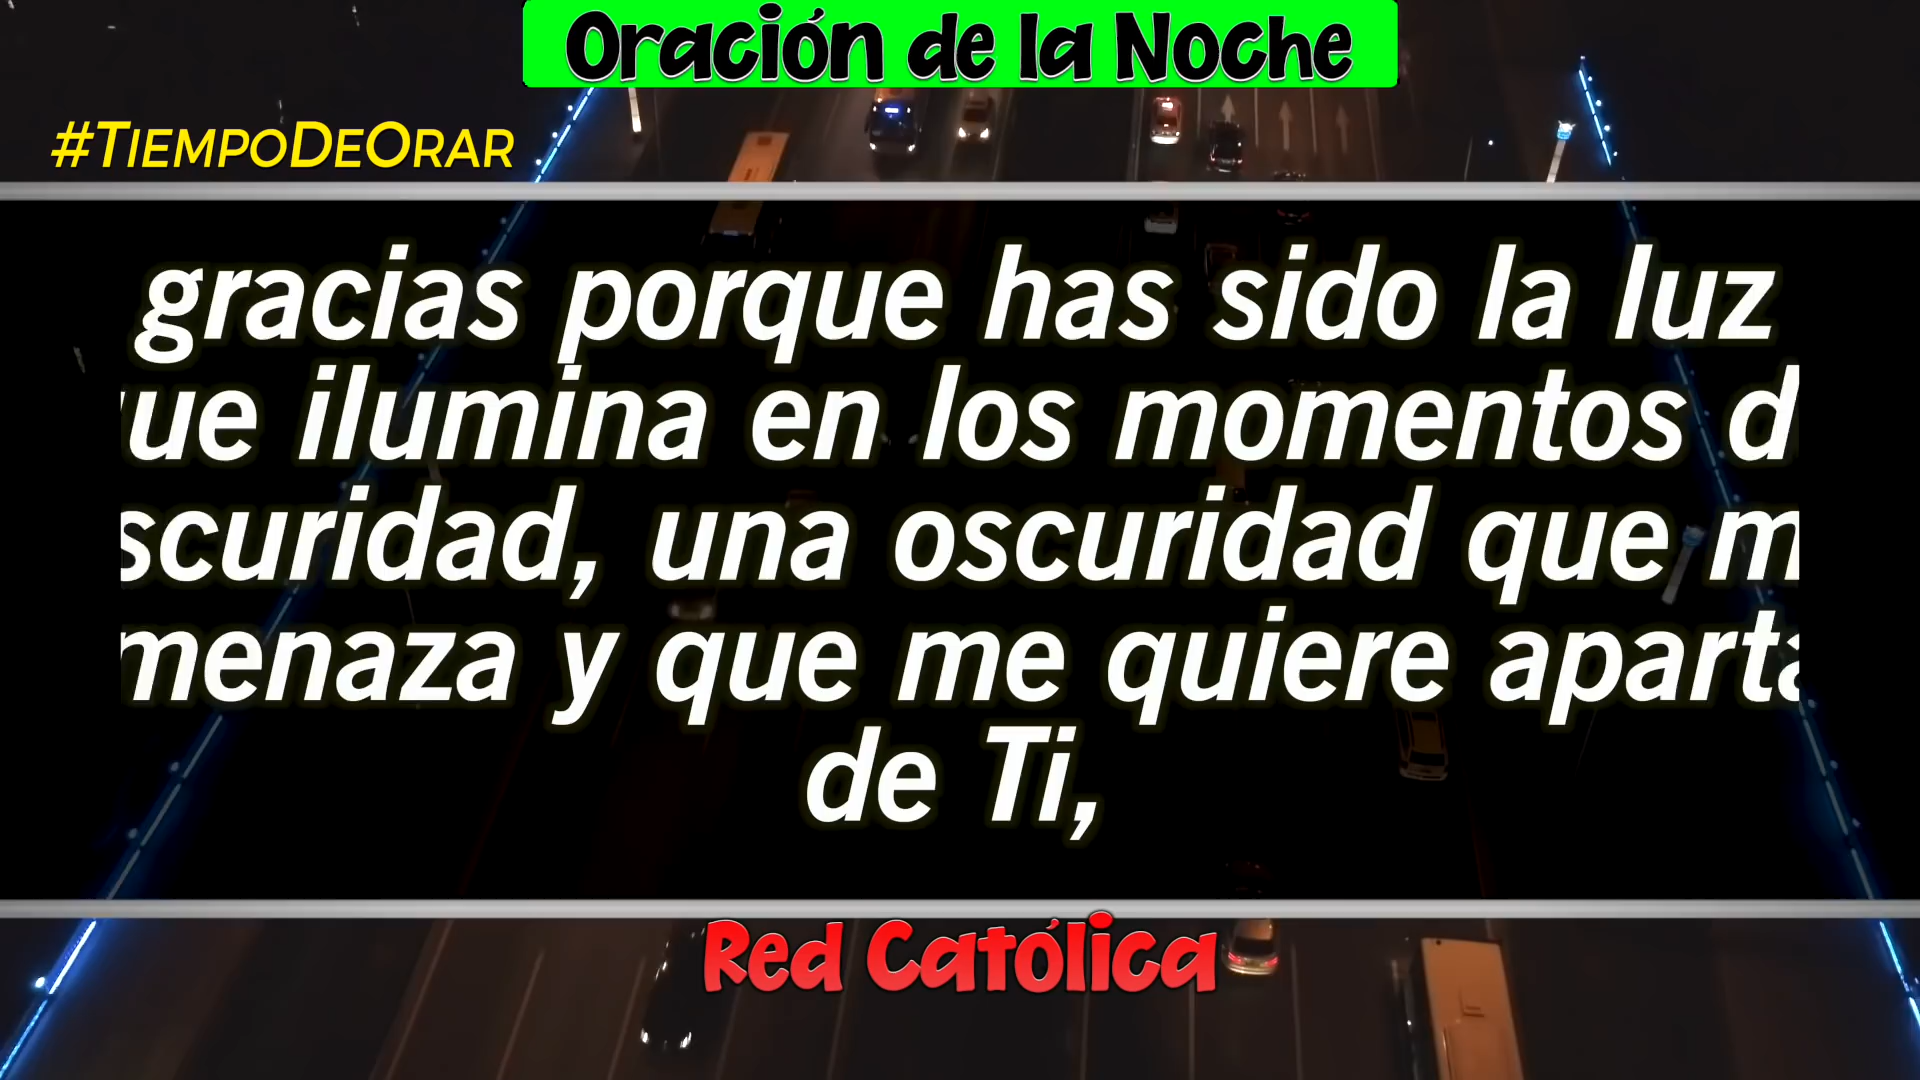 Oración de la Noche
#TiempoDeOrar
gracias porque has sido la luz
ue ilumina en los momentos d
scuridad, una oscuridad que m
menaza y que me quiere aparta
de Ti,
Red Católica